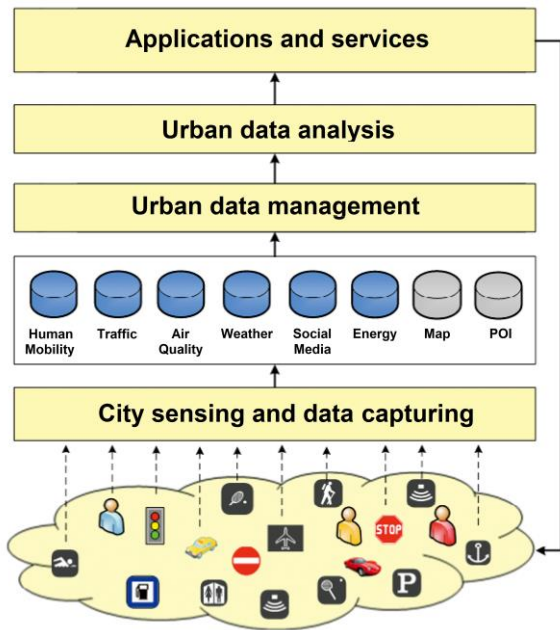 Applications and services
Urban data analysis
Urban data management
Human
Mobility
Traffic
Air
Quality
Weather
Social
Media
Energy
Map
POI
City sensing and data capturing
STOP
P